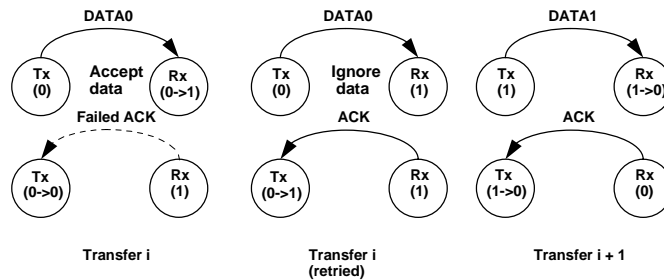 DATA0
Tx
(0)
Accept
data
Rx
(0->1)
Failed ACK
Tx
(0->0)
Rx
(1)
Transfer i
DATA0
Tx
(0)
Ignore
data
Rx
(1)
ACK
Tx
(0->1)
Rx
(1)
Transfer i
(retried)
DATA1
Tx
(1)
Rx
(1->0)
ACK
Tx
(1->0)
Rx
(0)
Transfer i + 1